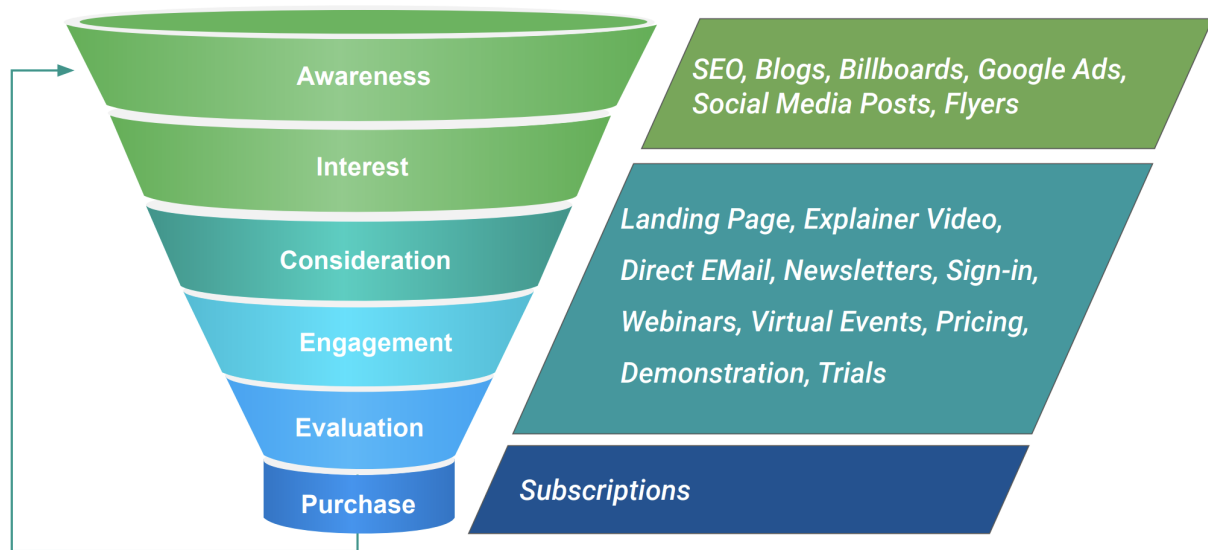 Awareness
Interest
Consideration
Engagement
Evaluation
Purchase
SEO, Blogs, Billboards, Google Ads,
Social Media Posts, Flyers
Landing Page, Explainer Video,
Direct EMail, Newsletters, Sign-in,
Webinars, Virtual Events, Pricing,
Demonstration, Trials
Subscriptions